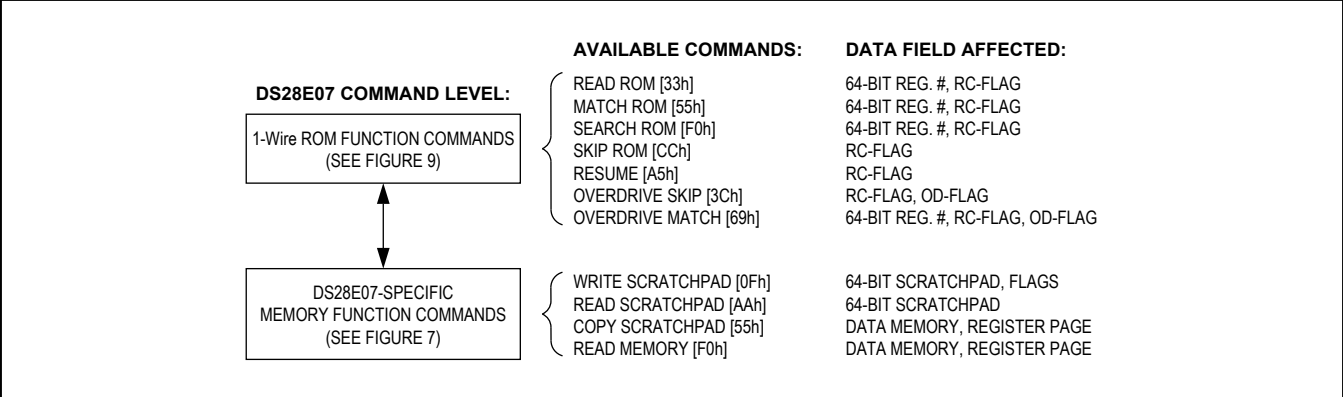 AVAILABLE COMMANDS: DATA FIELD AFFECTED:
DS28E07 COMMAND LEVEL:
1-Wire ROM FUNCTION COMMANDS
(SEE FIGURE 9)
READ ROM [33h] 64-BIT REG. #, RC-FLAG
MATCH ROM [55h] 64-BIT REG. #, RC-FLAG
SEARCH ROM [F0h] 64-BIT REG. #, RC-FLAG
SKIP ROM [CCh] RC-FLAG
RESUME [A5h] RC-FLAG
OVERDRIVE SKIP [3Ch] RC-FLAG, OD-FLAG
OVERDRIVE MATCH [69h] 64-BIT REG. #, RC-FLAG, OD-FLAG
DS28E07-SPECIFIC
MEMORY FUNCTION COMMANDS
(SEE FIGURE 7)
WRITE SCRATCHPAD [0Fh] 64-BIT SCRATCHPAD, FLAGS
READ SCRATCHPAD [AAh] 64-BIT SCRATCHPAD
COPY SCRATCHPAD [55h] DATA MEMORY, REGISTER PAGE
READ MEMORY [F0h] DATA MEMORY, REGISTER PAGE